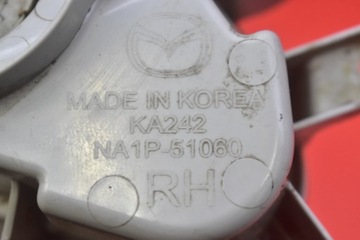 MADE IN KOREA
KA242
NA1P-51060
RH